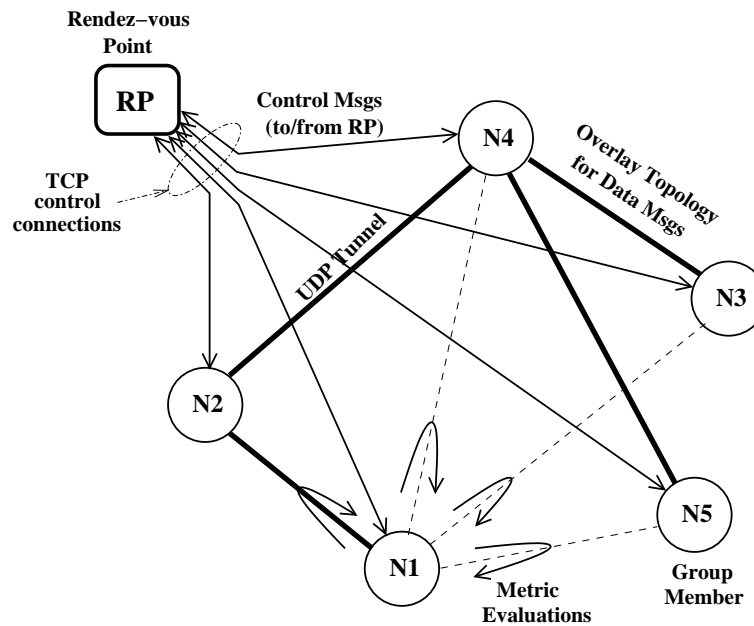 Rendez−vous
Point
RP
Control Msgs
(to/from RP)
N4
Overlay Topology
for Data Msgs
TCP
control
connections
UDP Tunnel
N3
N2
N5
N1
Group
Member
Metric
Evaluations